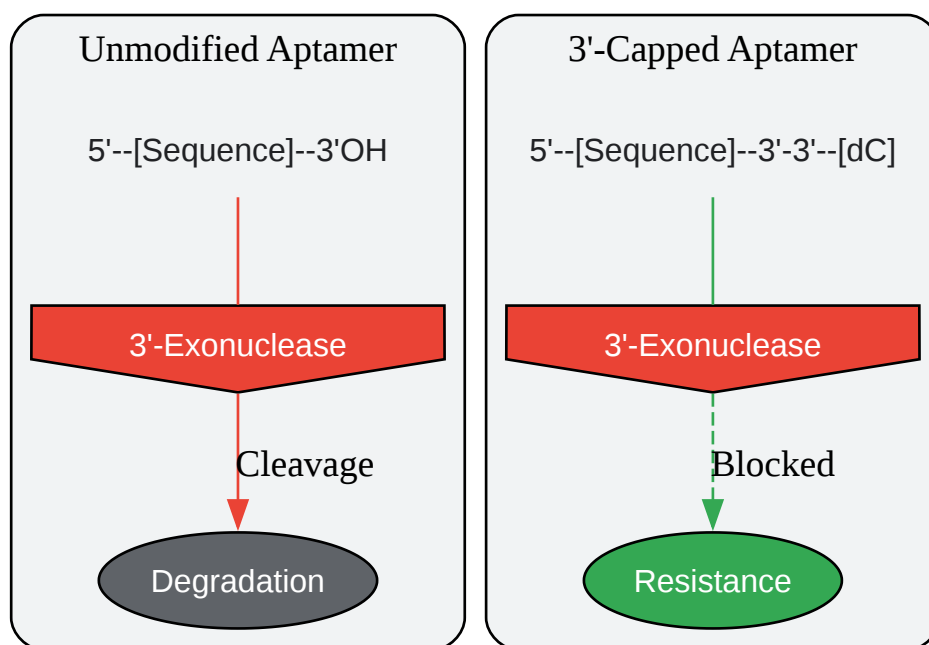 Unmodified Aptamer
5'--[Sequence]--3'OH
3'-Exonuclease
Cleavage
Degradation
3'-Capped Aptamer
5'--[Sequence]--3'-3'--[dC]
3'-Exonuclease
Blocked
Resistance